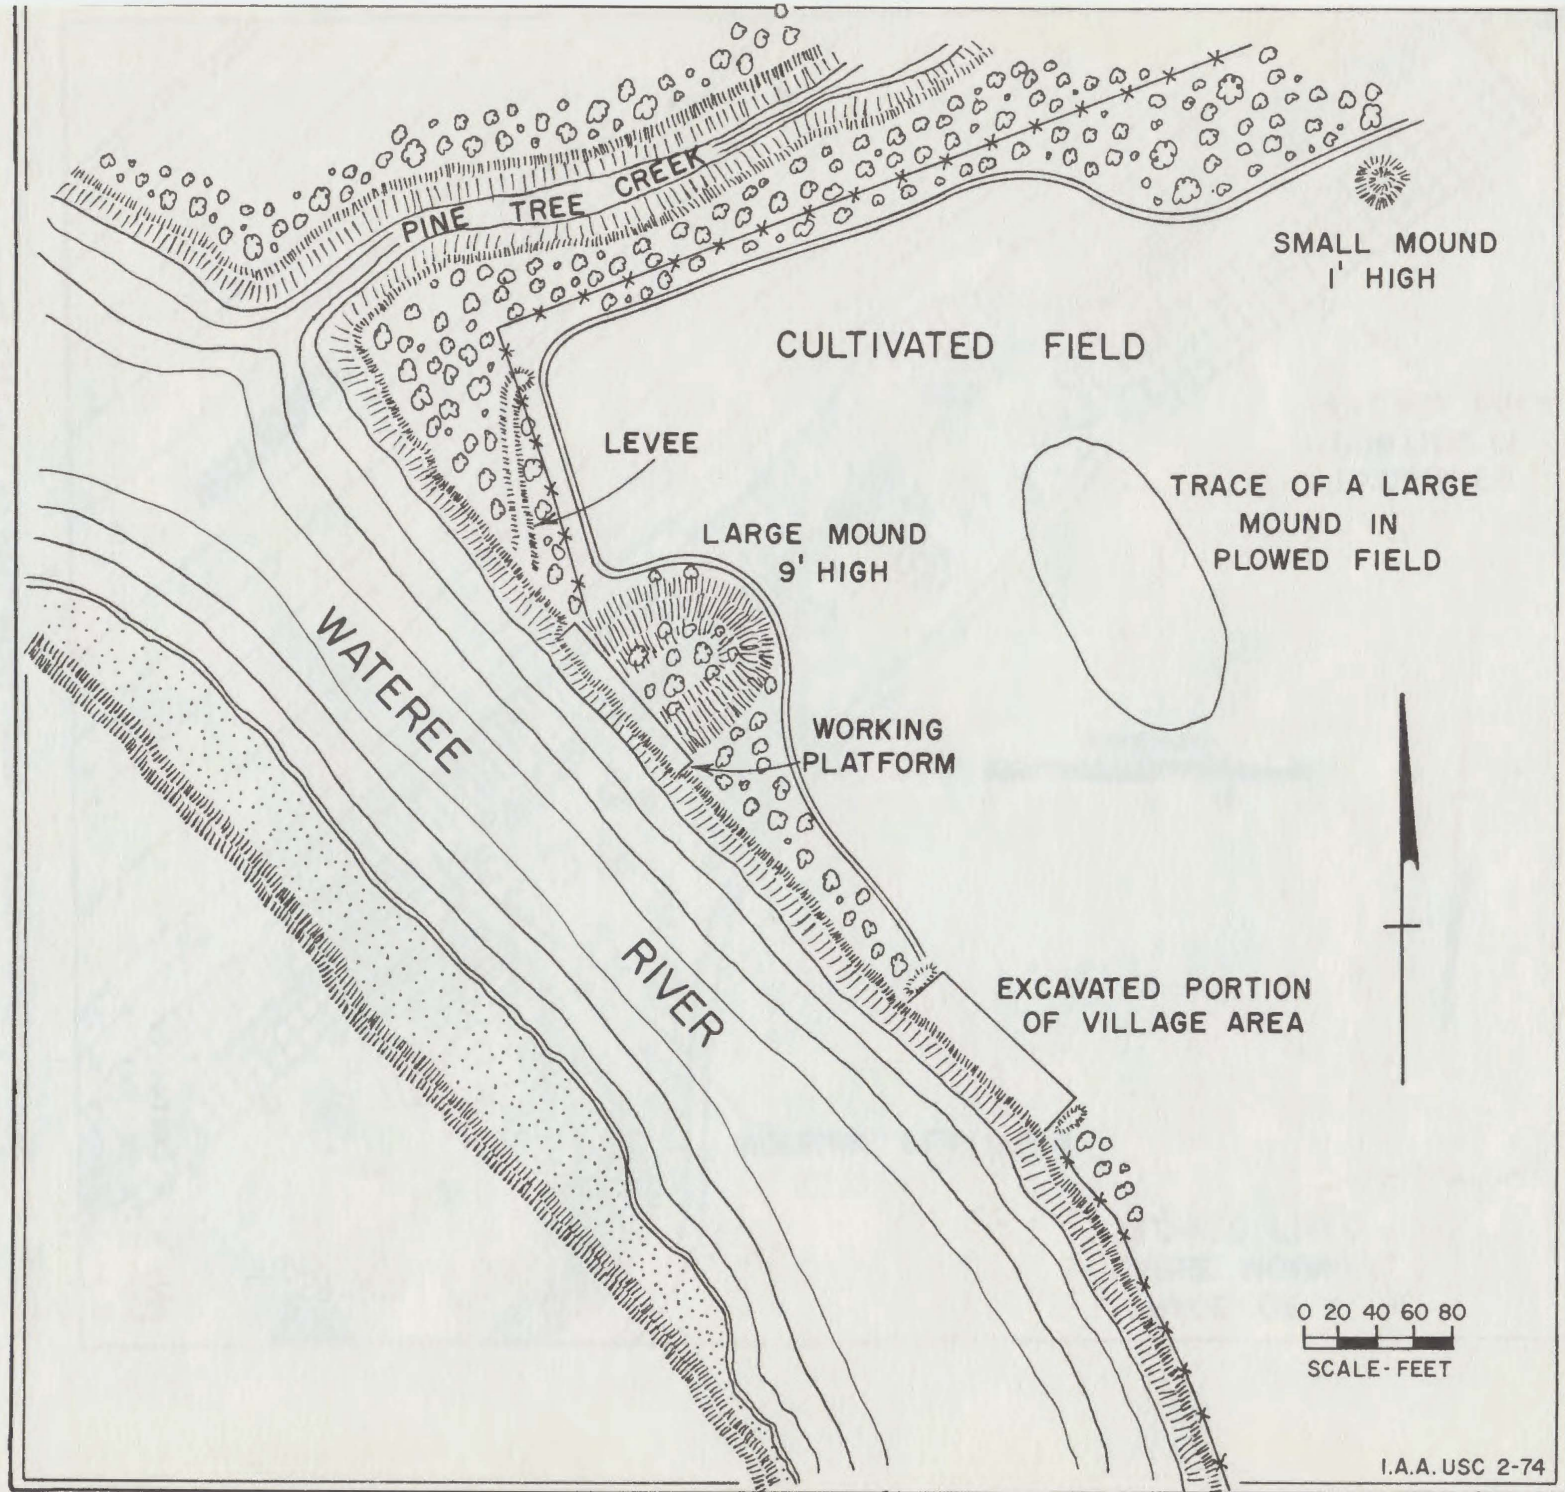 PINE TREE CREEK
SMALL MOUND
1' HIGH
CULTIVATED FIELD
LEVEE
TRACE OF A LARGE
MOUND IN
PLOWED FIELD
LARGE MOUND
9' HIGH
WATEREE
RIVER
WORKING
PLATFORM
EXCAVATED PORTION
OF VILLAGE AREA
0 20 40 60 80
SCALE-FEET
I.A.A. USC 2-74